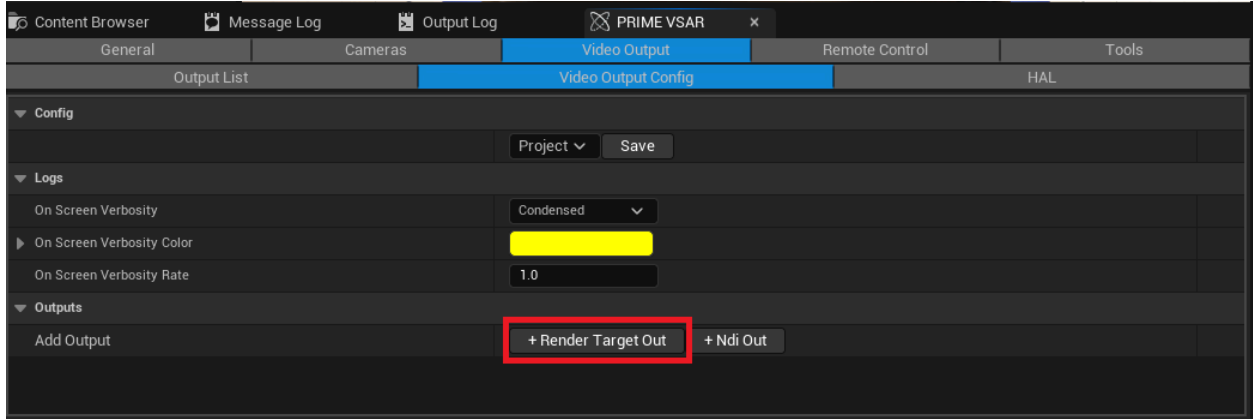 Content Browser Message Log Output Log PRIME VSAR ×
General Cameras Video Output Remote Control Tools
Output List Video Output Config HAL
Config
Project Save
Logs
On Screen Verbosity Condensed
On Screen Verbosity Color
On Screen Verbosity Rate 1.0
Outputs
Add Output + Render Target Out + Ndi Out